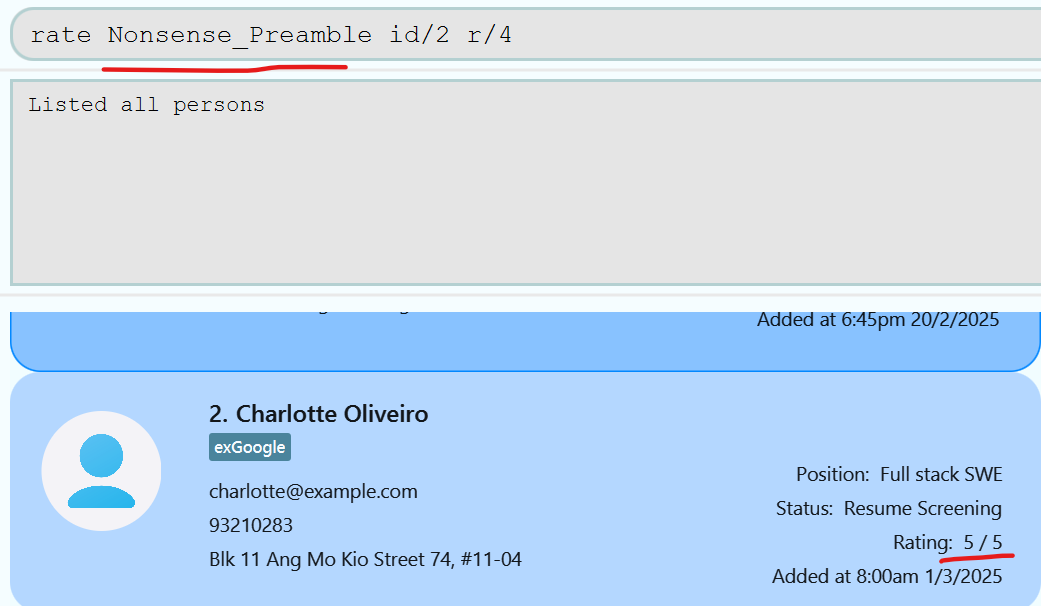 rate Nonsense_Preamble id/2 r/4
Listed all persons
Added at 6:45pm 20/2/2025
2. Charlotte Oliveiro
exGoogle
charlotte@example.com
93210283
Blk 11 Ang Mo Kio Street 74, #11-04
Position: Full stack SWE
Status: Resume Screening
Rating: 5 / 5
Added at 8:00am 1/3/2025